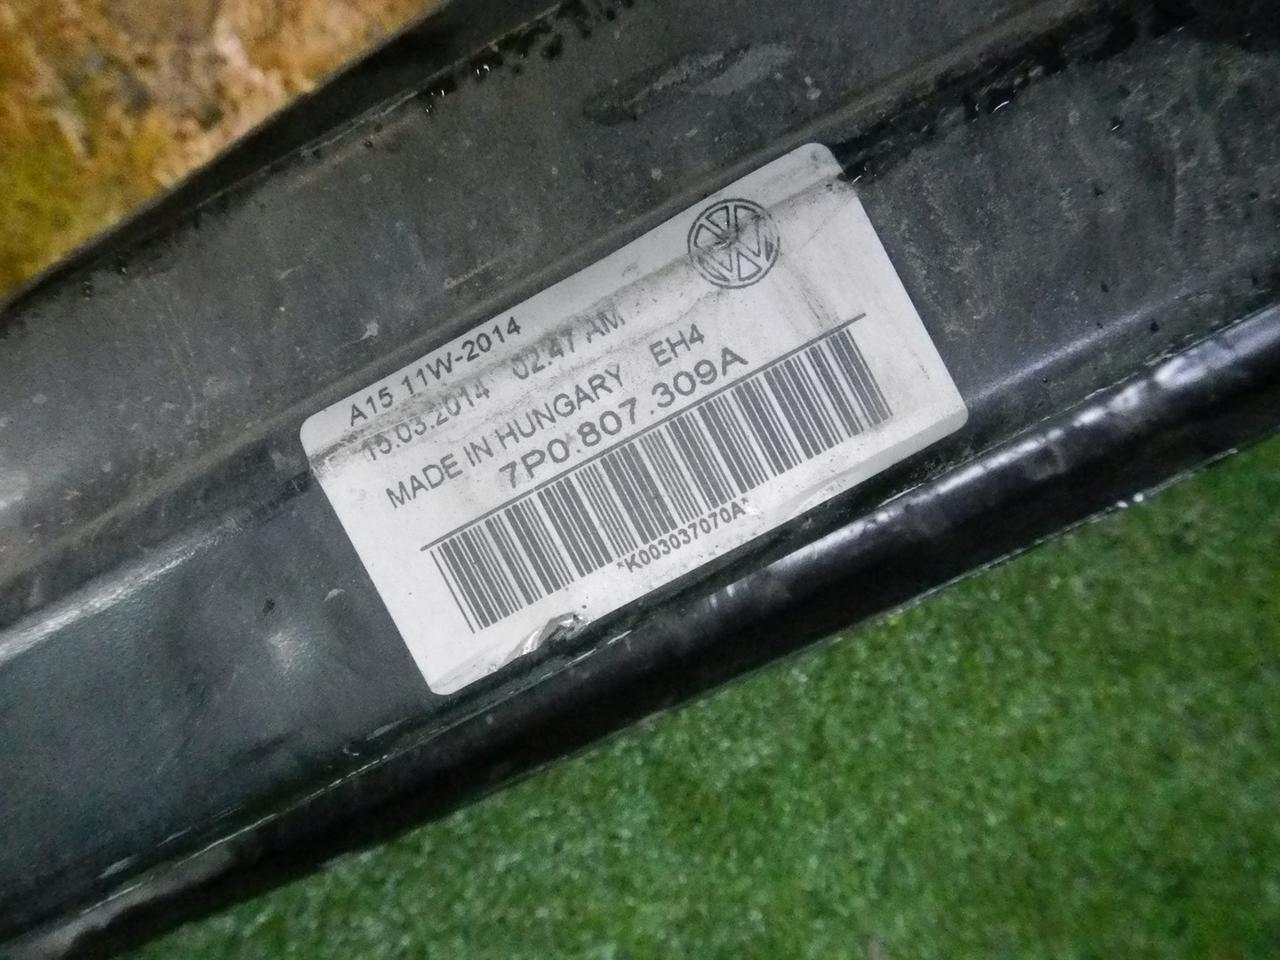 A15 11W-2014
15.03.2014 02:47 AM
MADE IN HUNGARY EH4
7P0.807.309A
*K003037070A*